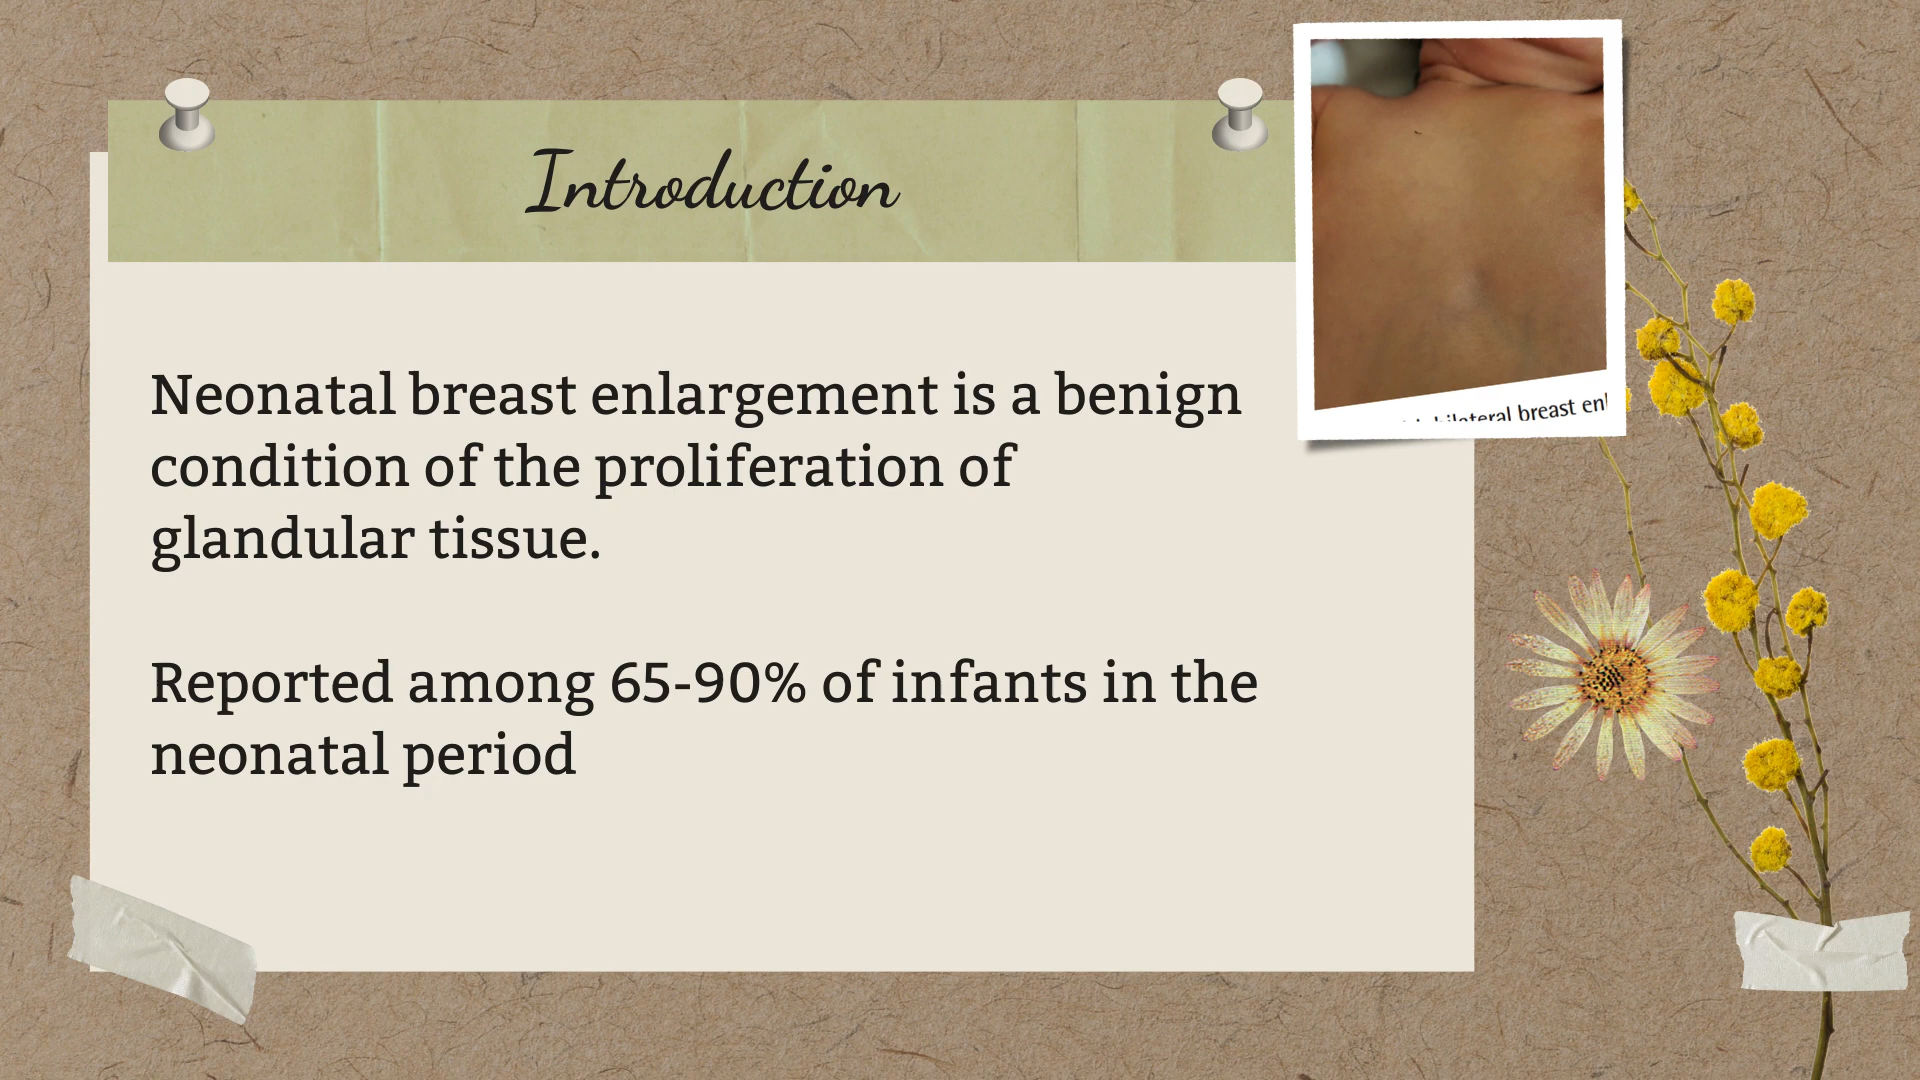 Introduction
Neonatal breast enlargement is a benign
condition of the proliferation of
glandular tissue.
Reported among 65-90% of infants in the
neonatal period
bilateral breast